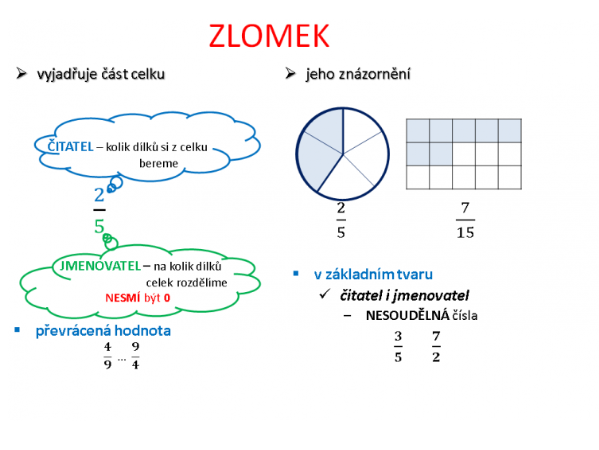 ZLOMEK
➢ vyjadřuje část celku
ČITATEL – kolik dílků si z celku
bereme
2
5
JMENOVATEL – na kolik dílků
celek rozdělíme
NESMÍ být 0
▪ převrácená hodnota
4/9 ... 9/4
➢ jeho znázornění
2/5 7/15
▪ v základním tvaru
✓ čitatel i jmenovatel
– NESOUDĚLNÁ čísla
3/5 7/2